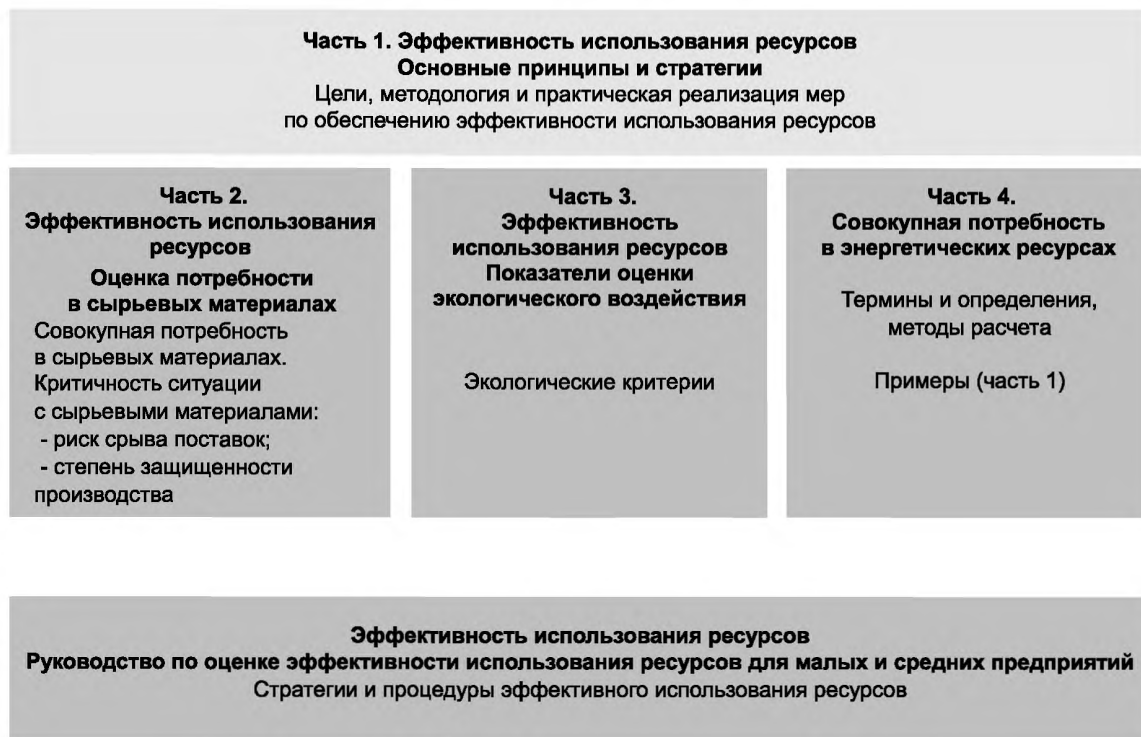 Часть 1. Эффективность использования ресурсов
Основные принципы и стратегии
Цели, методология и практическая реализация мер
по обеспечению эффективности использования ресурсов
Часть 2.
Эффективность использования
ресурсов
Оценка потребности
в сырьевых материалах
Совокупная потребность
в сырьевых материалах.
Критичность ситуации
с сырьевыми материалами:
- риск срыва поставок;
- степень защищенности
производства
Часть 3.
Эффективность
использования ресурсов
Показатели оценки
экологического воздействия
Экологические критерии
Часть 4.
Совокупная потребность
в энергетических ресурсах
Термины и определения,
методы расчета
Примеры (часть 1)
Эффективность использования ресурсов
Руководство по оценке эффективности использования ресурсов для малых и средних предприятий
Стратегии и процедуры эффективного использования ресурсов